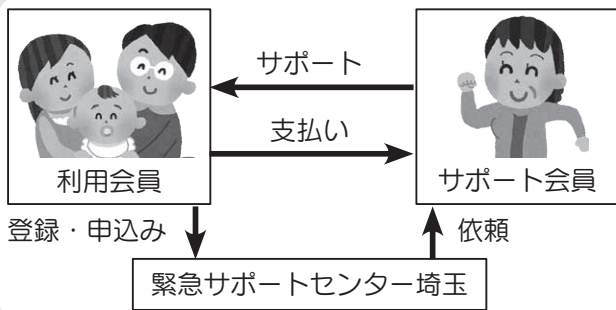 サポート
支払い
利用会員
サポート会員
登録・申込み
依頼
緊急サポートセンター埼玉